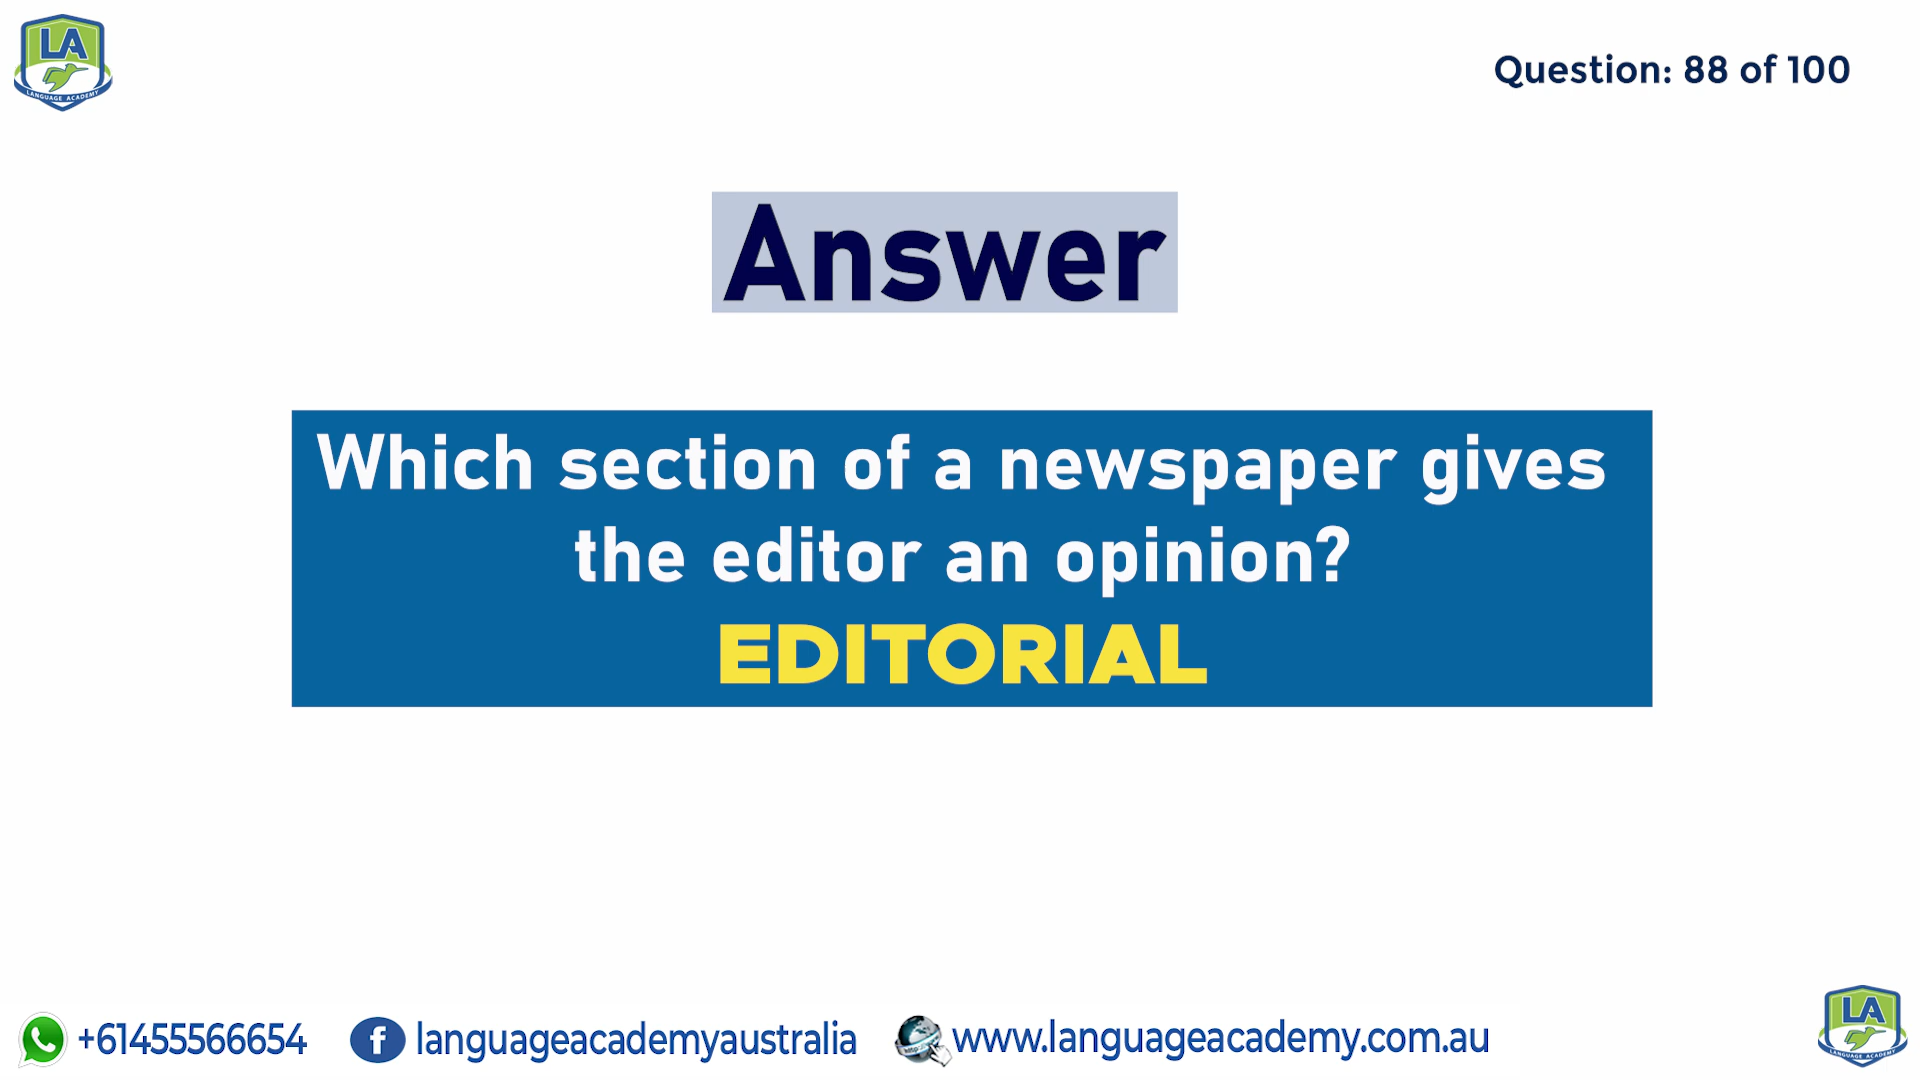 LA
LANGUAGE ACADEMY
Question: 88 of 100
Answer
Which section of a newspaper gives
the editor an opinion?
EDITORIAL
+61455566654
f languageacademyaustralia
http www.languageacademy.com.au
LA
LANGUAGE ACADEMY